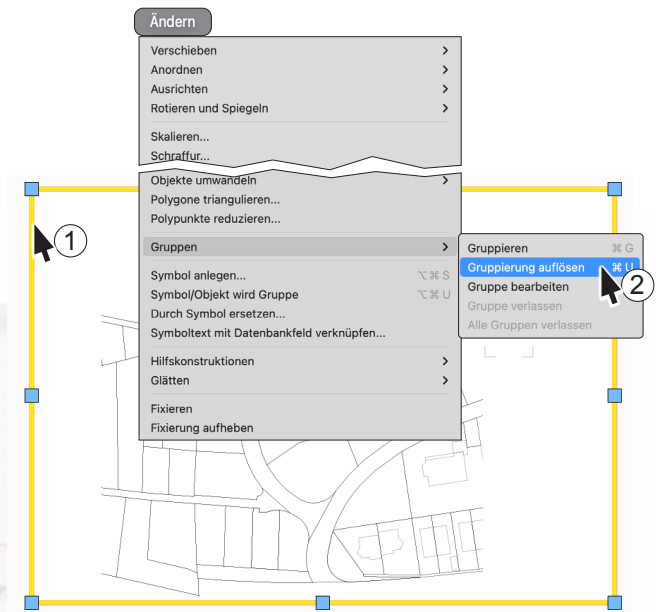 Ändern
Verschieben
Anordnen
Ausrichten
Rotieren und Spiegeln
Skalieren...
Schraffur...
Objekte umwandeln
Polygone triangulieren...
Polypunkte reduzieren...
Gruppen
Symbol anlegen... ⌥⌘S
Symbol/Objekt wird Gruppe ⌥⌘U
Durch Symbol ersetzen...
Symboltext mit Datenbankfeld verknüpfen...
Hilfskonstruktionen
Glätten
Fixieren
Fixierung aufheben
Gruppieren ⌘G
Gruppierung auflösen ⌘U
Gruppe bearbeiten
Gruppe verlassen
Alle Gruppen verlassen
1
2